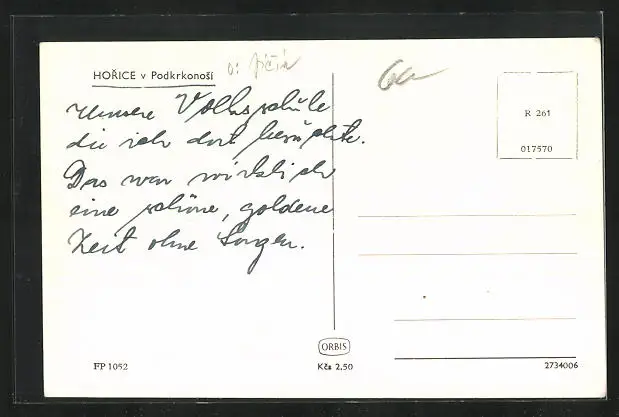 HOŘICE v Podkrkonoší
o: Jičín
Unsere Volksschule
die ich dort besuchte.
Das war wirklich
eine schöne, goldene
Zeit ohne Sorgen.
R 261
017570
ORBIS
FP 1052
Kčs 2,50
2734006